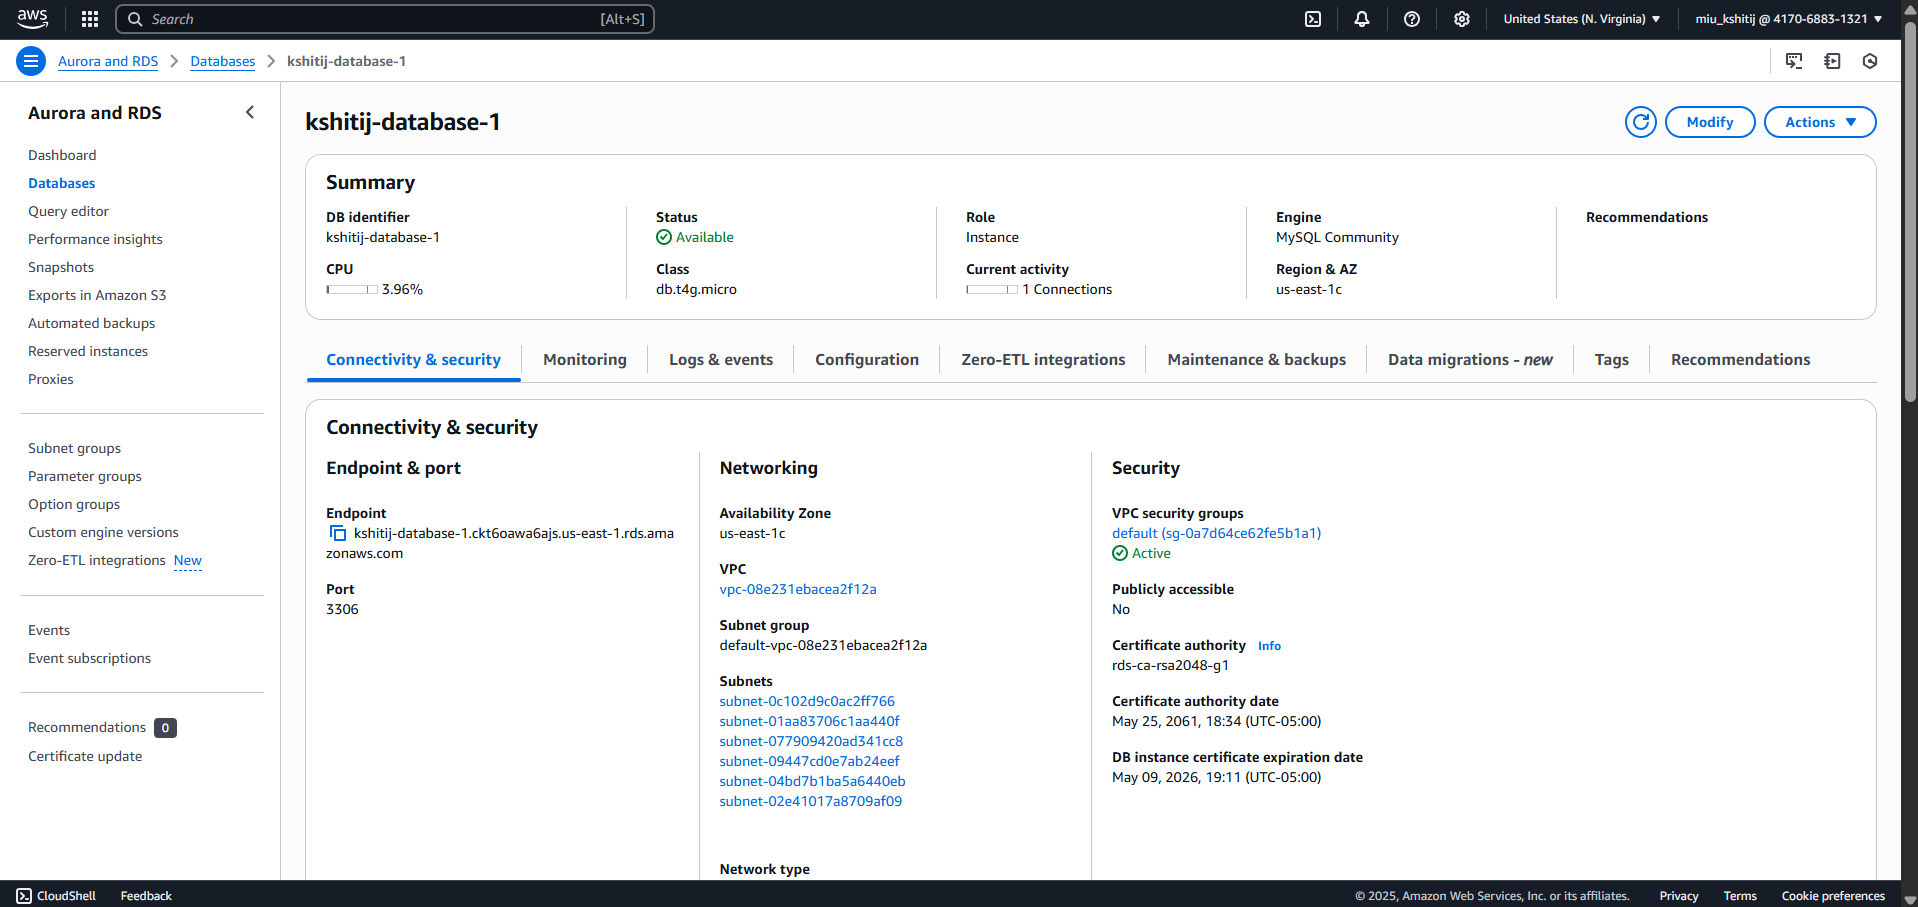 aws
Search [Alt+S]
United States (N. Virginia)
miu_kshitij @ 4170-6883-1321
Aurora and RDS
Databases
kshitij-database-1
Aurora and RDS
Dashboard
Databases
Query editor
Performance insights
Snapshots
Exports in Amazon S3
Automated backups
Reserved instances
Proxies
Subnet groups
Parameter groups
Option groups
Custom engine versions
Zero-ETL integrations New
Events
Event subscriptions
Recommendations 0
Certificate update
kshitij-database-1
Modify
Actions
Summary
DB identifier
kshitij-database-1
CPU
3.96%
Status
Available
Class
db.t4g.micro
Role
Instance
Current activity
1 Connections
Engine
MySQL Community
Region & AZ
us-east-1c
Recommendations
Connectivity & security
Monitoring
Logs & events
Configuration
Zero-ETL integrations
Maintenance & backups
Data migrations - new
Tags
Recommendations
Connectivity & security
Endpoint & port
Endpoint
kshitij-database-1.ckt6oawa6ajs.us-east-1.rds.ama
zonaws.com
Port
3306
Networking
Availability Zone
us-east-1c
VPC
vpc-08e231ebacea2f12a
Subnet group
default-vpc-08e231ebacea2f12a
Subnets
subnet-0c102d9c0ac2ff766
subnet-01aa83706c1aa440f
subnet-077909420ad341cc8
subnet-09447cd0e7ab24eef
subnet-04bd7b1ba5a6440eb
subnet-02e41017a8709af09
Network type
Security
VPC security groups
default (sg-0a7d64ce62fe5b1a1)
Active
Publicly accessible
No
Certificate authority Info
rds-ca-rsa2048-g1
Certificate authority date
May 25, 2061, 18:34 (UTC-05:00)
DB instance certificate expiration date
May 09, 2026, 19:11 (UTC-05:00)
CloudShell
Feedback
© 2025, Amazon Web Services, Inc. or its affiliates.
Privacy
Terms
Cookie preferences